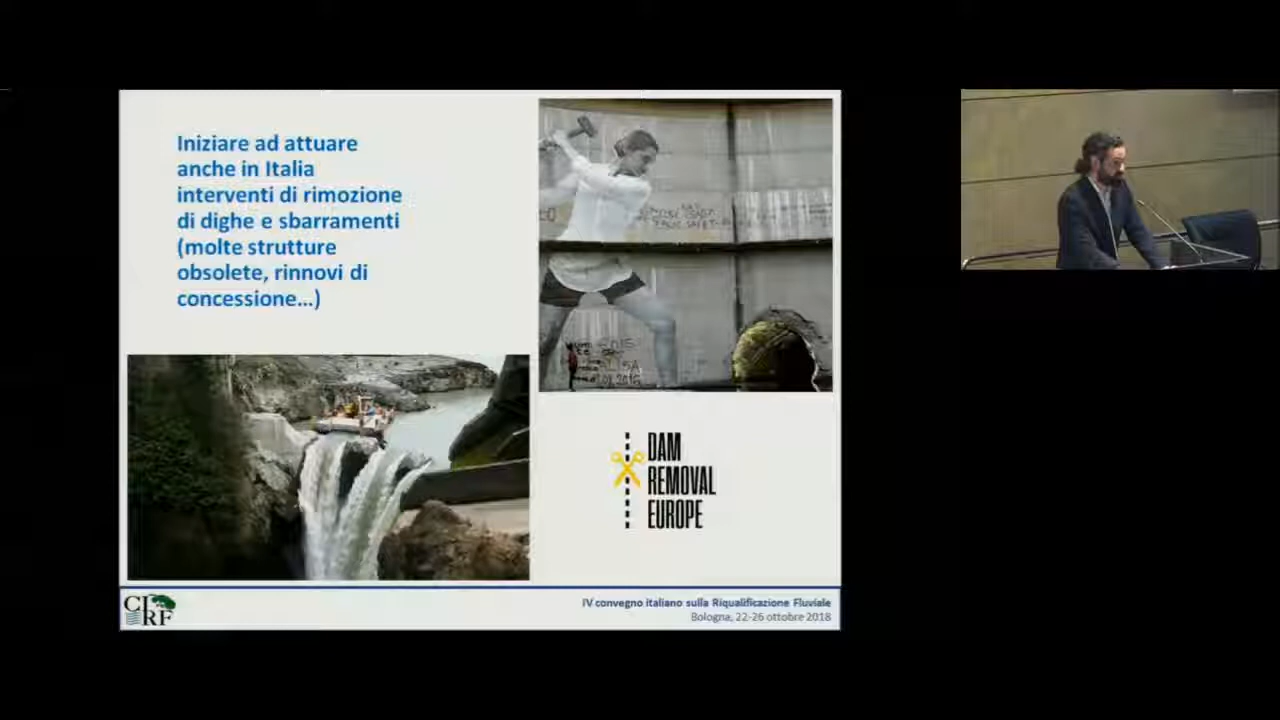 Iniziare ad attuare
anche in Italia
interventi di rimozione
di dighe e sbarramenti
(molte strutture
obsolete, rinnovi di
concessione...)
DAM
REMOVAL
EUROPE
CIRF
IV convegno italiano sulla Riqualificazione Fluviale
Bologna, 22-26 ottobre 2018